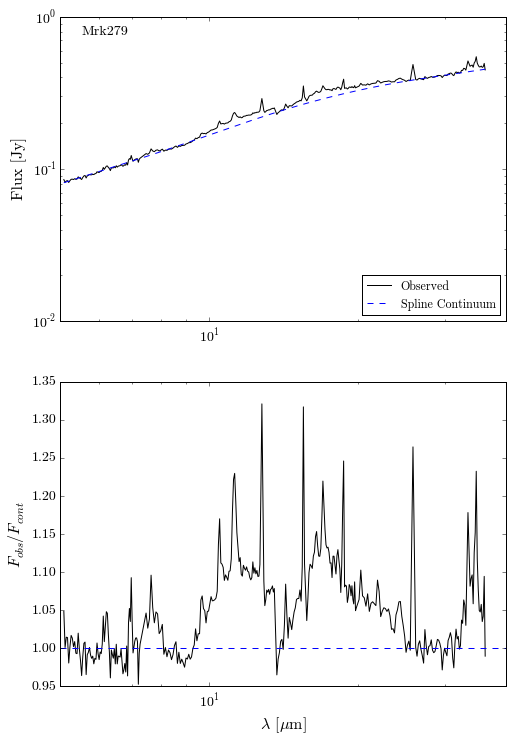 Mrk279
10^0
10^-1
10^-2
Flux [Jy]
Observed
Spline Continuum
10^1
1.35
1.30
1.25
1.20
1.15
1.10
1.05
1.00
0.95
F_obs/F_cont
10^1
λ [μm]